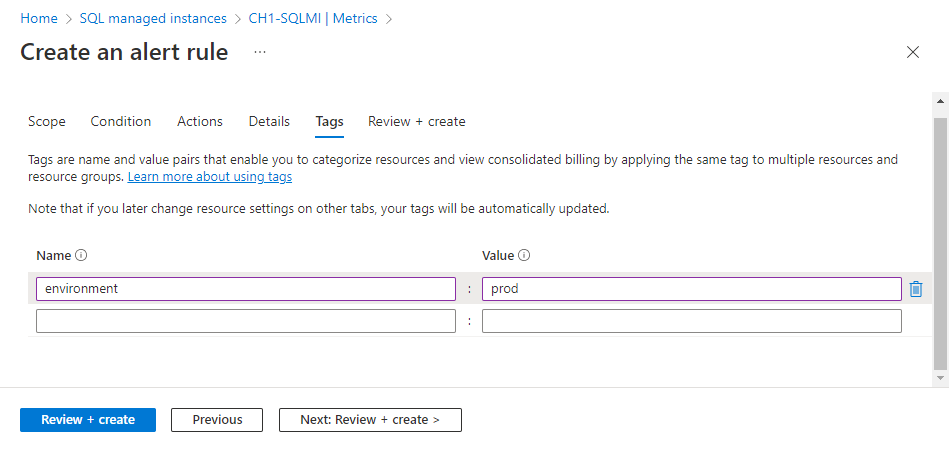 Home > SQL managed instances > CH1-SQLMI | Metrics >
Create an alert rule ...
Scope Condition Actions Details Tags Review + create
Tags are name and value pairs that enable you to categorize resources and view consolidated billing by applying the same tag to multiple resources and
resource groups. Learn more about using tags
Note that if you later change resource settings on other tabs, your tags will be automatically updated.
Name Value
environment : prod
:
Review + create Previous Next: Review + create >